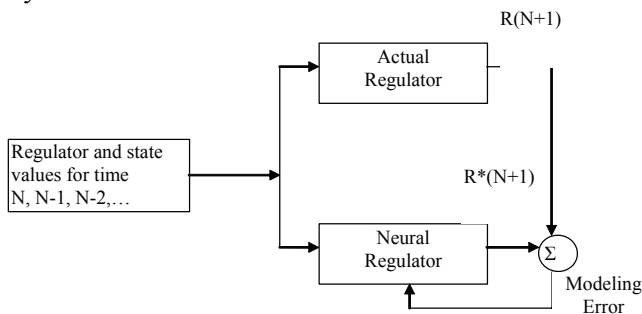 R(N+1)
Actual
Regulator
Regulator and state
values for time
N, N-1, N-2,…
R*(N+1)
Neural
Regulator
Σ
Modeling
Error